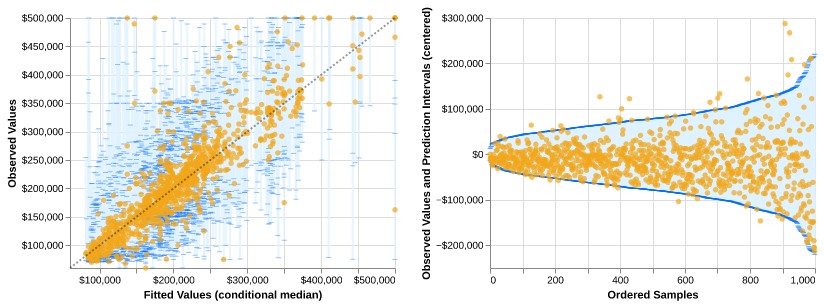 $500,000
$450,000
$400,000
$350,000
$300,000
$250,000
$200,000
$150,000
$100,000
Observed Values
$100,000 $200,000 $300,000 $400,000 $500,000
Fitted Values (conditional median)
$300,000
$200,000
$100,000
$0
−$100,000
−$200,000
Observed Values and Prediction Intervals (centered)
0 200 400 600 800 1,000
Ordered Samples